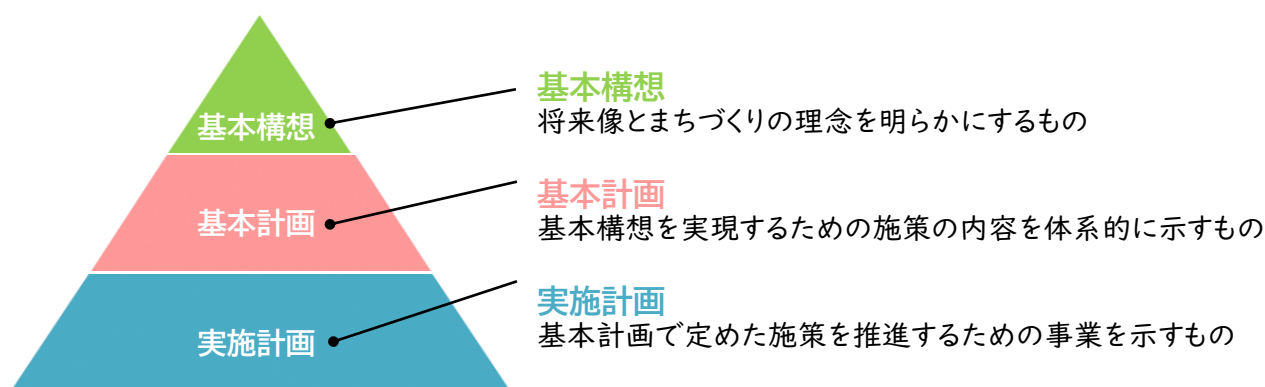 基本構想
基本構想
将来像とまちづくりの理念を明らかにするもの
基本計画
基本計画
基本構想を実現するための施策の内容を体系的に示すもの
実施計画
実施計画
基本計画で定めた施策を推進するための事業を示すもの